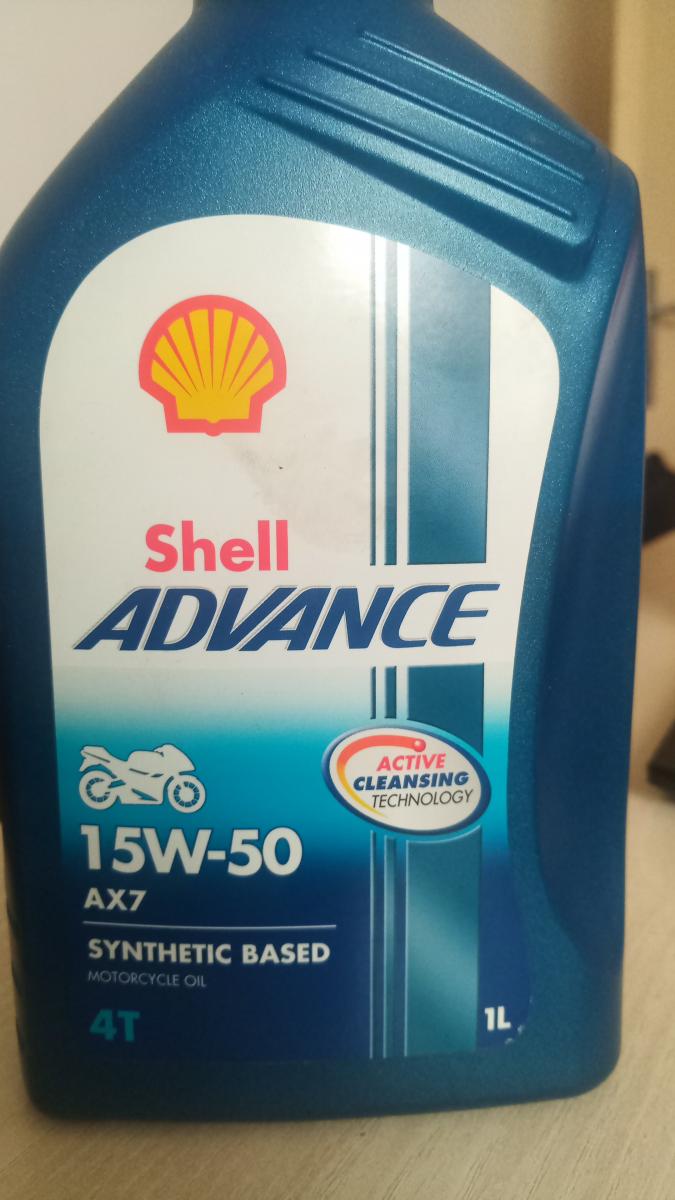 Shell
ADVANCE
ACTIVE
CLEANSING
TECHNOLOGY
15W-50
AX7
SYNTHETIC BASED
MOTORCYCLE OIL
4T
1L